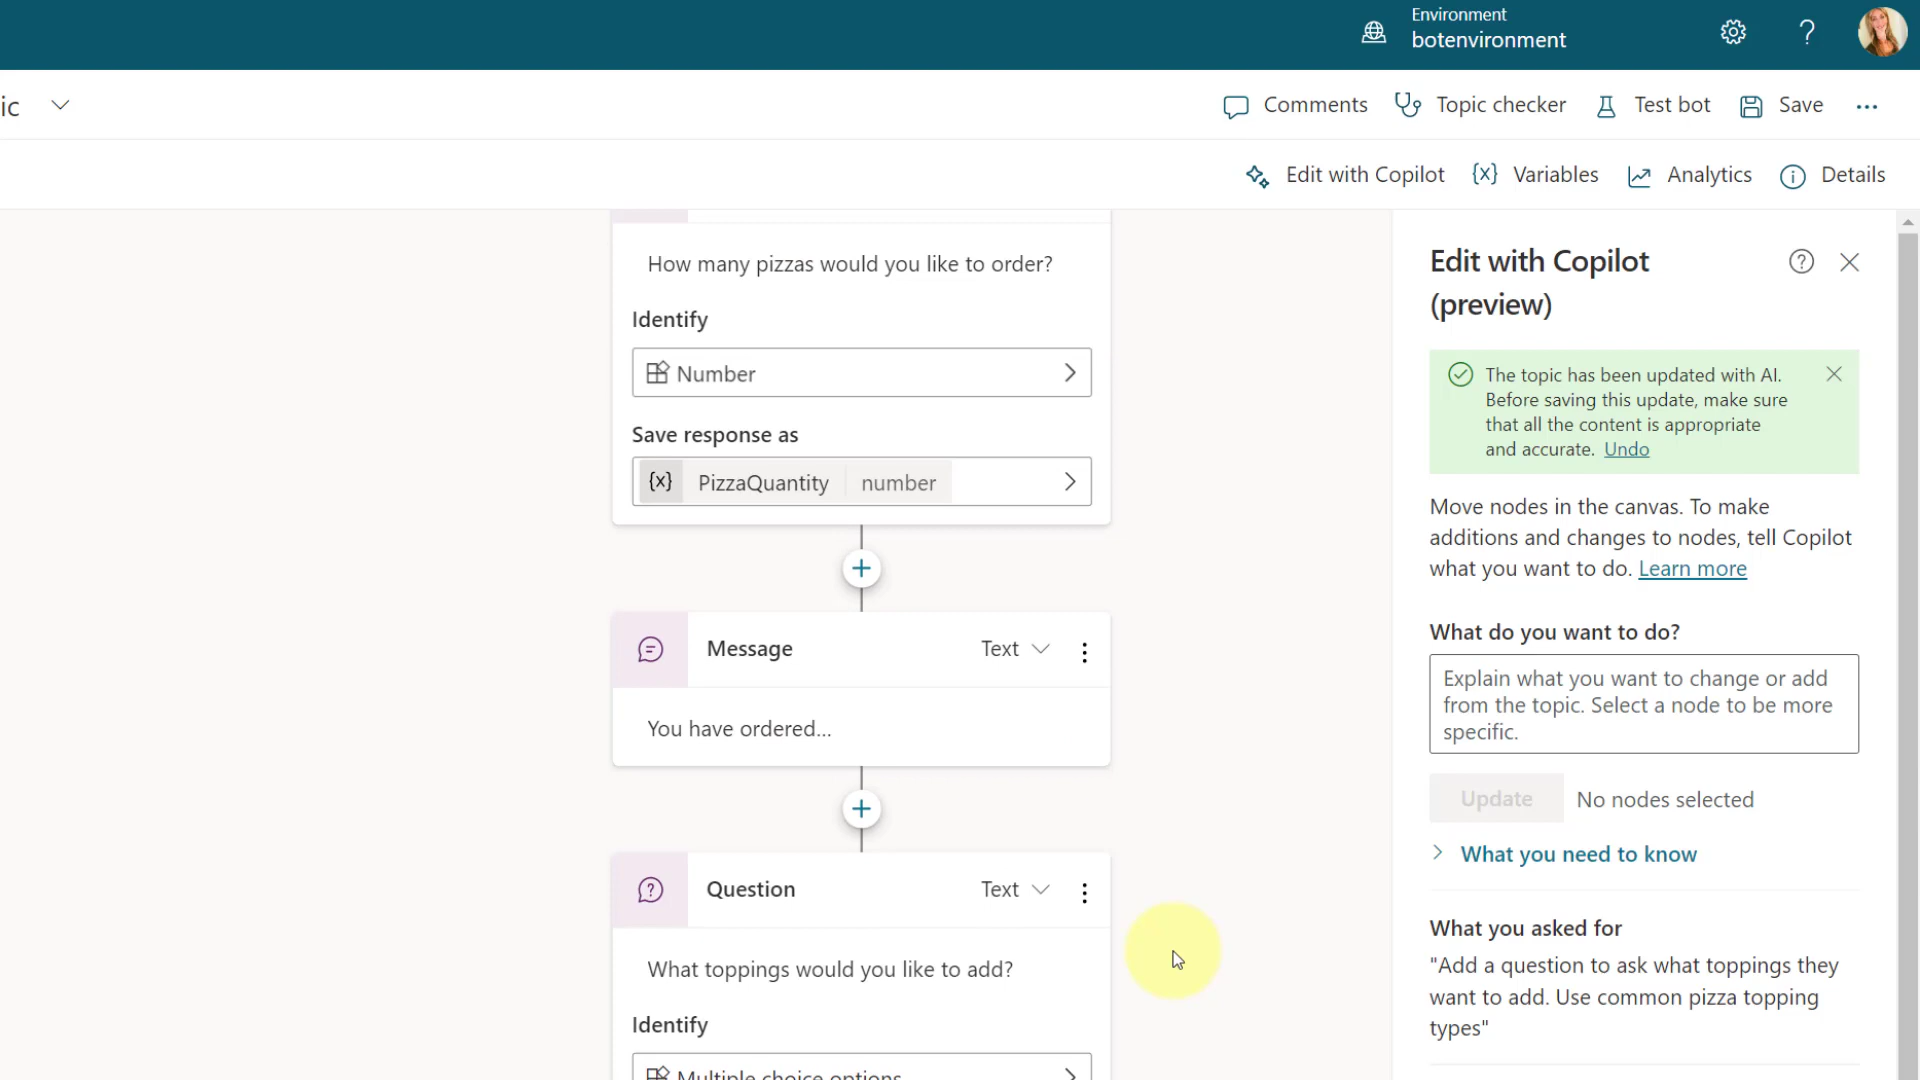 Environment
botenvironment
ic
Comments
Topic checker
Test bot
Save
Edit with Copilot
{x} Variables
Analytics
Details
How many pizzas would you like to order?
Identify
Number
Save response as
{x} PizzaQuantity number
Message
Text
You have ordered...
Question
Text
What toppings would you like to add?
Identify
Multiple choice options
Edit with Copilot
(preview)
The topic has been updated with AI.
Before saving this update, make sure
that all the content is appropriate
and accurate. Undo
Move nodes in the canvas. To make
additions and changes to nodes, tell Copilot
what you want to do. Learn more
What do you want to do?
Explain what you want to change or add
from the topic. Select a node to be more
specific.
Update No nodes selected
What you need to know
What you asked for
"Add a question to ask what toppings they
want to add. Use common pizza topping
types"